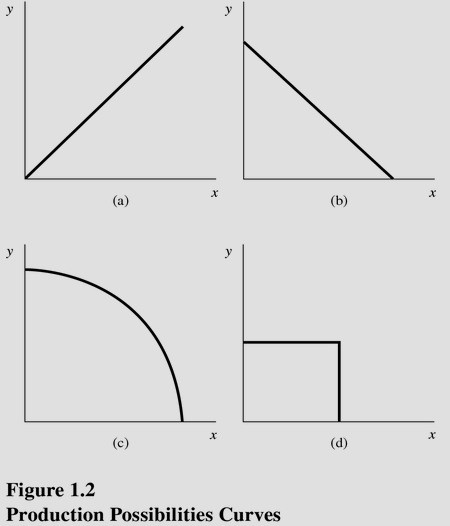 y
y
x
x
(a)
(b)
y
y
x
x
(c)
(d)
Figure 1.2
Production Possibilities Curves